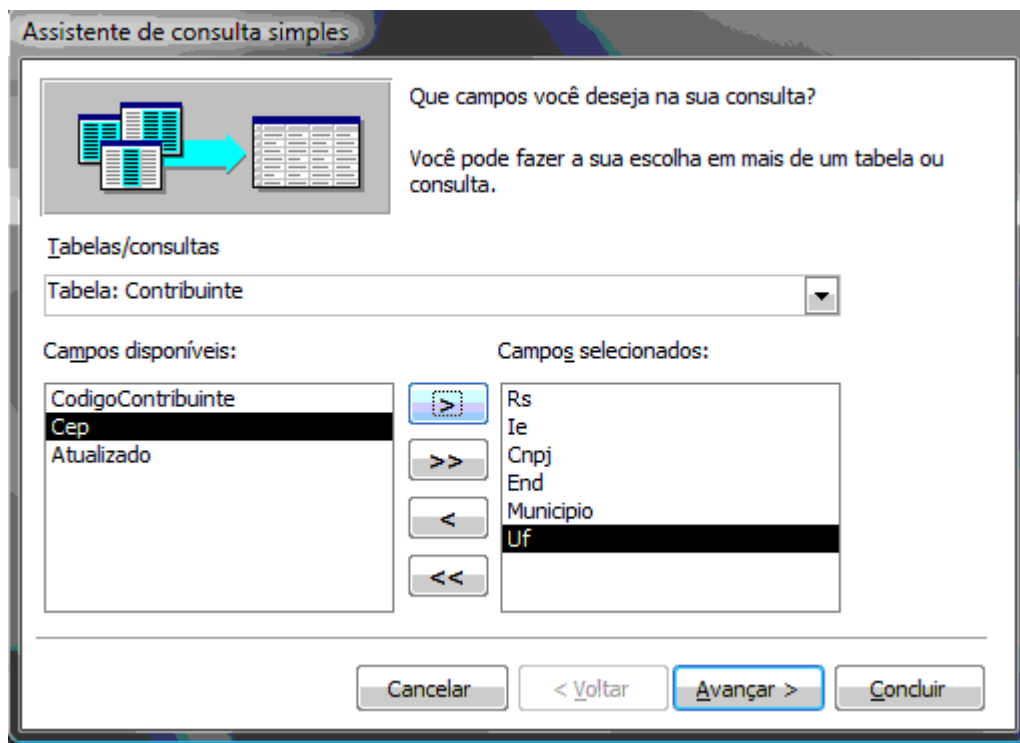 Assistente de consulta simples
Que campos você deseja na sua consulta?
Você pode fazer a sua escolha em mais de um tabela ou
consulta.
Tabelas/consultas
Tabela: Contribuinte
Campos disponíveis:
Campos selecionados:
CodigoContribuinte
Cep
Atualizado
>
>>
<
<<
Rs
Ie
Cnpj
End
Municipio
Uf
Cancelar
< Voltar
Avançar >
Concluir